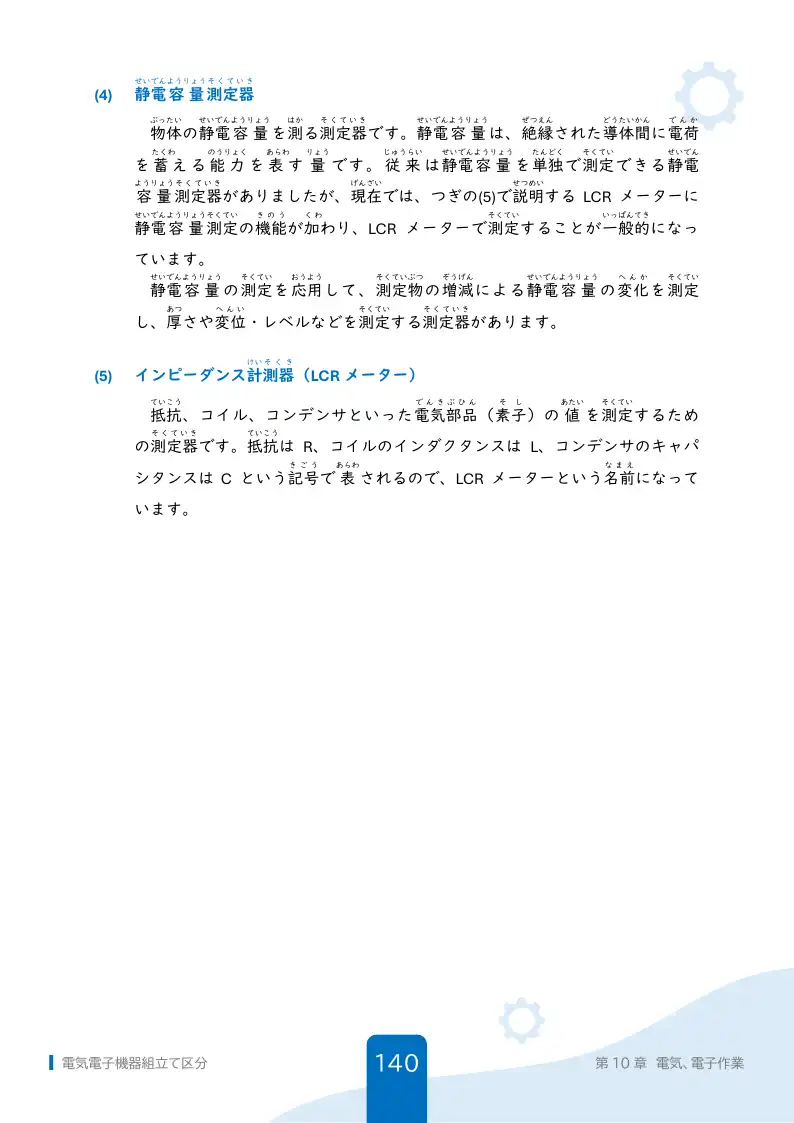 (4) 静電容量測定器
物体の静電容量を測る測定器です。静電容量は、絶縁された導体間に電荷
を蓄える能力を表す量です。従来は静電容量を単独で測定できる静電
容量測定器がありましたが、現在では、つぎの(5)で説明する LCR メーターに
静電容量測定の機能が加わり、LCR メーターで測定することが一般的になっ
ています。
静電容量の測定を応用して、測定物の増減による静電容量の変化を測定
し、厚さや変位・レベルなどを測定する測定器があります。
(5) インピーダンス計測器（LCR メーター）
抵抗、コイル、コンデンサといった電気部品（素子）の値を測定するため
の測定器です。抵抗は R、コイルのインダクタンスは L、コンデンサのキャパ
シタンスは C という記号で表されるので、LCR メーターという名前になって
います。
電気電子機器組立て区分
140
第 10 章 電気、電子作業